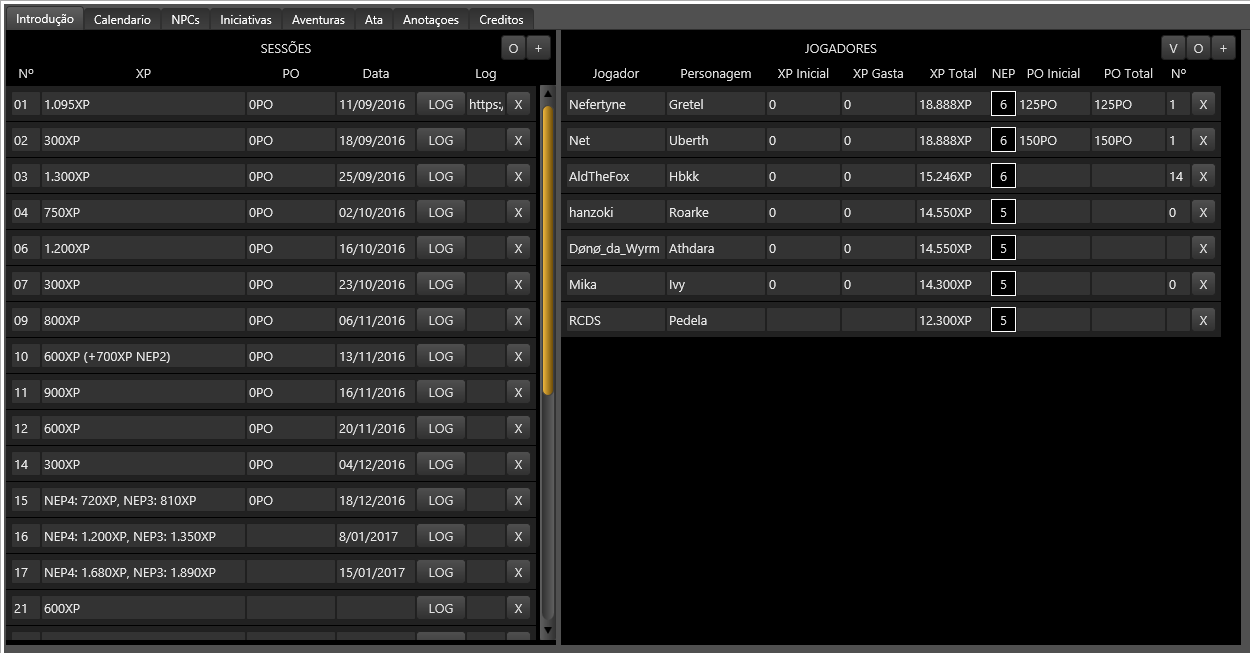 Introdução Calendario NPCs Iniciativas Aventuras Ata Anotaçoes Creditos
SESSÕES O +
Nº XP PO Data Log
01 1.095XP 0PO 11/09/2016 LOG https:/ X
02 300XP 0PO 18/09/2016 LOG X
03 1.300XP 0PO 25/09/2016 LOG X
04 750XP 0PO 02/10/2016 LOG X
06 1.200XP 0PO 16/10/2016 LOG X
07 300XP 0PO 23/10/2016 LOG X
09 800XP 0PO 06/11/2016 LOG X
10 600XP (+700XP NEP2) 0PO 13/11/2016 LOG X
11 900XP 0PO 16/11/2016 LOG X
12 600XP 0PO 20/11/2016 LOG X
14 300XP 0PO 04/12/2016 LOG X
15 NEP4: 720XP, NEP3: 810XP 0PO 18/12/2016 LOG X
16 NEP4: 1.200XP, NEP3: 1.350XP 8/01/2017 LOG X
17 NEP4: 1.680XP, NEP3: 1.890XP 15/01/2017 LOG X
21 600XP LOG X
JOGADORES V O +
Jogador Personagem XP Inicial XP Gasta XP Total NEP PO Inicial PO Total Nº
Nefertyne Gretel 0 0 18.888XP 6 125PO 125PO 1 X
Net Uberth 0 0 18.888XP 6 150PO 150PO 1 X
AldTheFox Hbkk 0 0 15.246XP 6 14 X
hanzoki Roarke 0 0 14.550XP 5 0 X
Dønø_da_Wyrm Athdara 0 0 14.550XP 5 X
Mika Ivy 0 0 14.300XP 5 0 X
RCDS Pedela 12.300XP 5 X